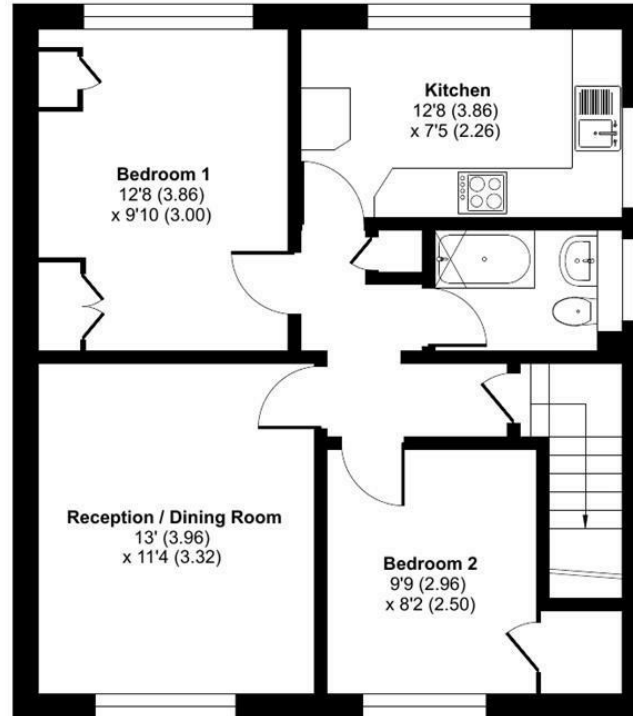 Kitchen
12'8 (3.86)
x 7'5 (2.26)
Bedroom 1
12'8 (3.86)
x 9'10 (3.00)
Reception / Dining Room
13' (3.96)
x 11'4 (3.32)
Bedroom 2
9'9 (2.96)
x 8'2 (2.50)